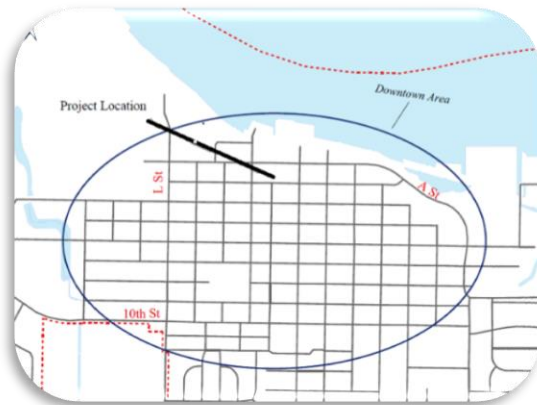 Downtown Area
Project Location
L St
A St
10th St